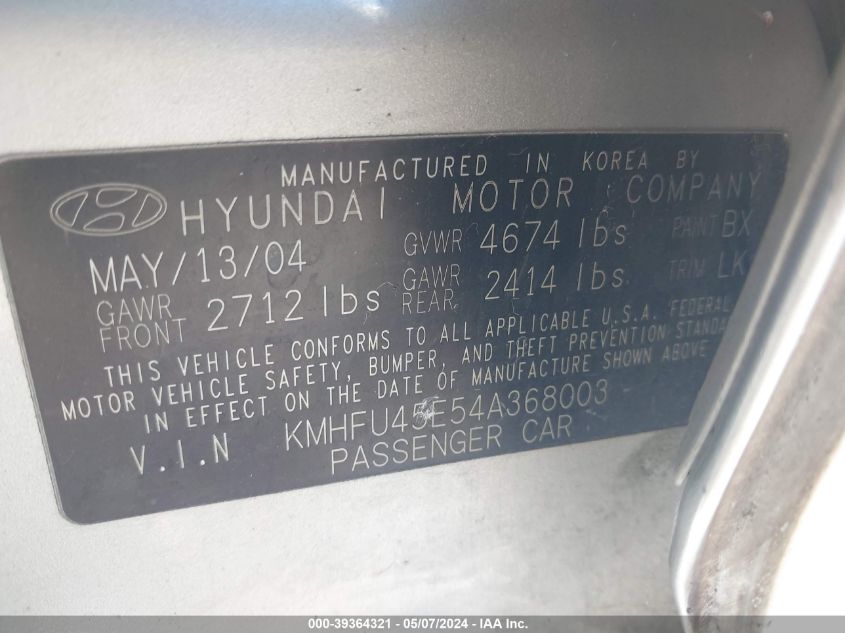 MANUFACTURED IN KOREA BY
HYUNDAI MOTOR COMPANY
MAY/13/04 GVWR 4674 lbs PAINT BX
GAWR FRONT 2712 lbs GAWR REAR 2414 lbs TRIM LK
THIS VEHICLE CONFORMS TO ALL APPLICABLE U.S.A. FEDERAL
MOTOR VEHICLE SAFETY, BUMPER, AND THEFT PREVENTION STANDA
IN EFFECT ON THE DATE OF MANUFACTURE SHOWN ABOVE
V.I.N KMHFU45E54A368003
PASSENGER CAR
000-39364321 - 05/07/2024 - IAA Inc.